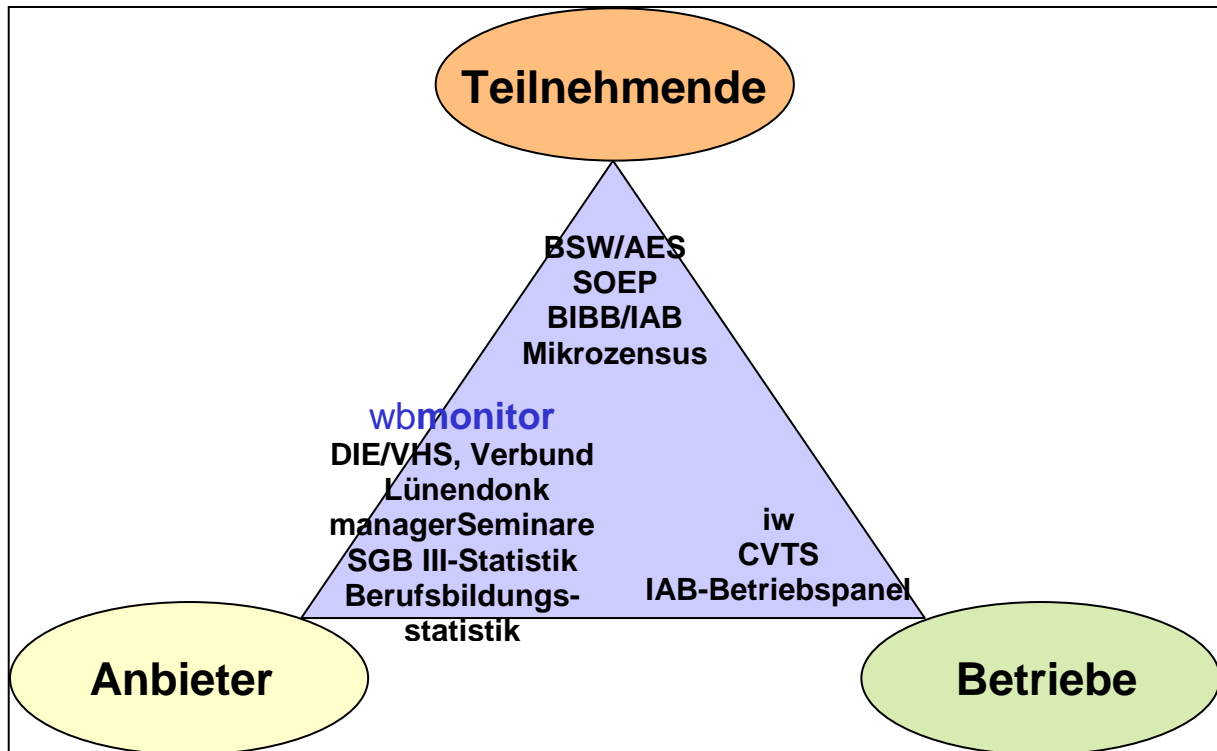 Teilnehmende
BSW/AES
SOEP
BIBB/IAB
Mikrozensus
wbmonitor
DIE/VHS, Verbund
Lünendonk
managerSeminare
SGB III-Statistik
Berufsbildungs-
statistik
iw
CVTS
IAB-Betriebspanel
Anbieter
Betriebe